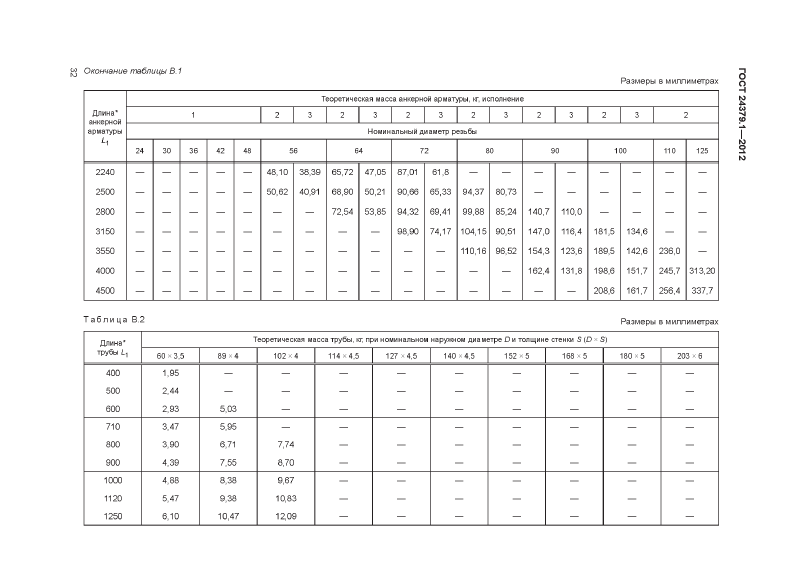 32
Окончание таблицы В.1
ГОСТ 24379.1—2012
Размеры в миллиметрах
Длина* анкерной арматуры L1 Теоретическая масса анкерной арматуры, кг, исполнение
1 2 3 2 3 2 3 2 3 2 3 2 3 2
Номинальный диаметр резьбы
24 30 36 42 48 56 64 72 80 90 100 110 125
2240 — — — — — 48,10 38,39 65,72 47,05 87,01 61,8 — — — — — — — —
2500 — — — — — 50,62 40,91 68,90 50,21 90,66 65,33 94,37 80,73 — — — — — —
2800 — — — — — — — 72,54 53,85 94,32 69,41 99,88 85,24 140,7 110,0 — — — —
3150 — — — — — — — — — 98,90 74,17 104,15 90,51 147,0 116,4 181,5 134,6 — —
3550 — — — — — — — — — — — 110,16 96,52 154,3 123,6 189,5 142,6 236,0 —
4000 — — — — — — — — — — — — — 162,4 131,8 198,6 151,7 245,7 313,20
4500 — — — — — — — — — — — — — — — 208,6 161,7 256,4 337,7
Таблица В.2
Размеры в миллиметрах
Длина* трубы L1 Теоретическая масса трубы, кг, при номинальном наружном диаметре D и толщине стенки S (D × S)
60 × 3,5 89 × 4 102 × 4 114 × 4,5 127 × 4,5 140 × 4,5 152 × 5 168 × 5 180 × 5 203 × 6
400 1,95 — — — — — — — — —
500 2,44 — — — — — — — — —
600 2,93 5,03 — — — — — — — —
710 3,47 5,95 — — — — — — — —
800 3,90 6,71 7,74 — — — — — — —
900 4,39 7,55 8,70 — — — — — — —
1000 4,88 8,38 9,67 — — — — — — —
1120 5,47 9,38 10,83 — — — — — — —
1250 6,10 10,47 12,09 — — — — — — —